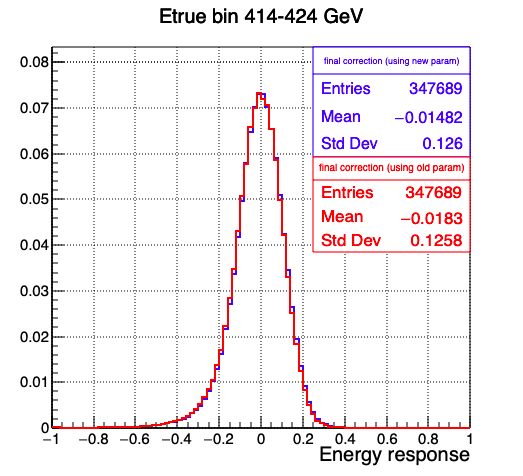 Etrue bin 414-424 GeV
0.08
0.07
0.06
0.05
0.04
0.03
0.02
0.01
0
final correction (using new param)
Entries 347689
Mean −0.01482
Std Dev 0.126
final correction (using old param)
Entries 347689
Mean −0.0183
Std Dev 0.1258
−1 −0.8 −0.6 −0.4 −0.2 0 0.2 0.4 0.6 0.8 1
Energy response